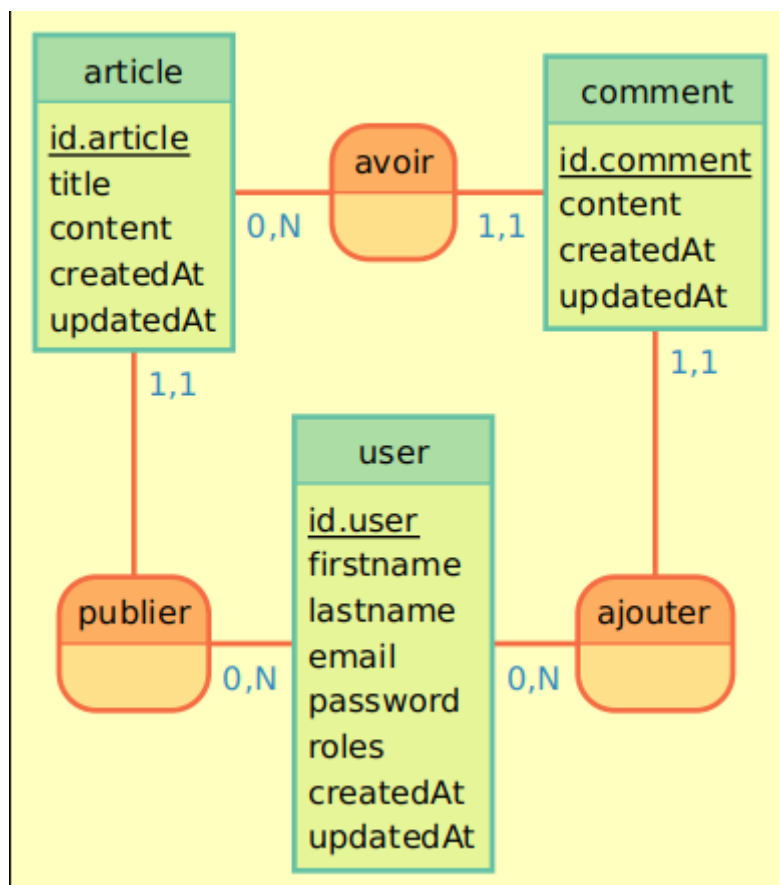 article
id.article
title
content
createdAt
updatedAt
avoir
0,N
1,1
comment
id.comment
content
createdAt
updatedAt
1,1
1,1
user
id.user
firstname
lastname
email
password
roles
createdAt
updatedAt
publier
0,N
0,N
ajouter